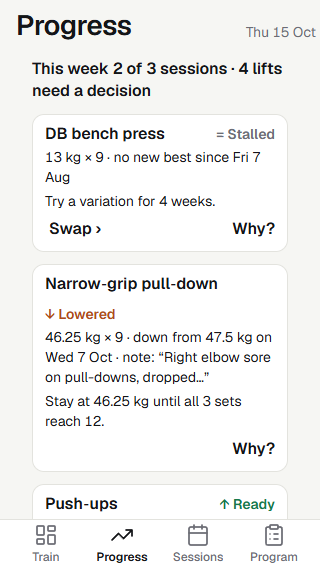 Progress
Thu 15 Oct
This week 2 of 3 sessions · 4 lifts
need a decision
DB bench press
= Stalled
13 kg × 9 · no new best since Fri 7
Aug
Try a variation for 4 weeks.
Swap ›
Why?
Narrow-grip pull-down
↓ Lowered
46.25 kg × 9 · down from 47.5 kg on
Wed 7 Oct · note: “Right elbow sore
on pull-downs, dropped…”
Stay at 46.25 kg until all 3 sets
reach 12.
Why?
Push-ups
↑ Ready
Train
Progress
Sessions
Program